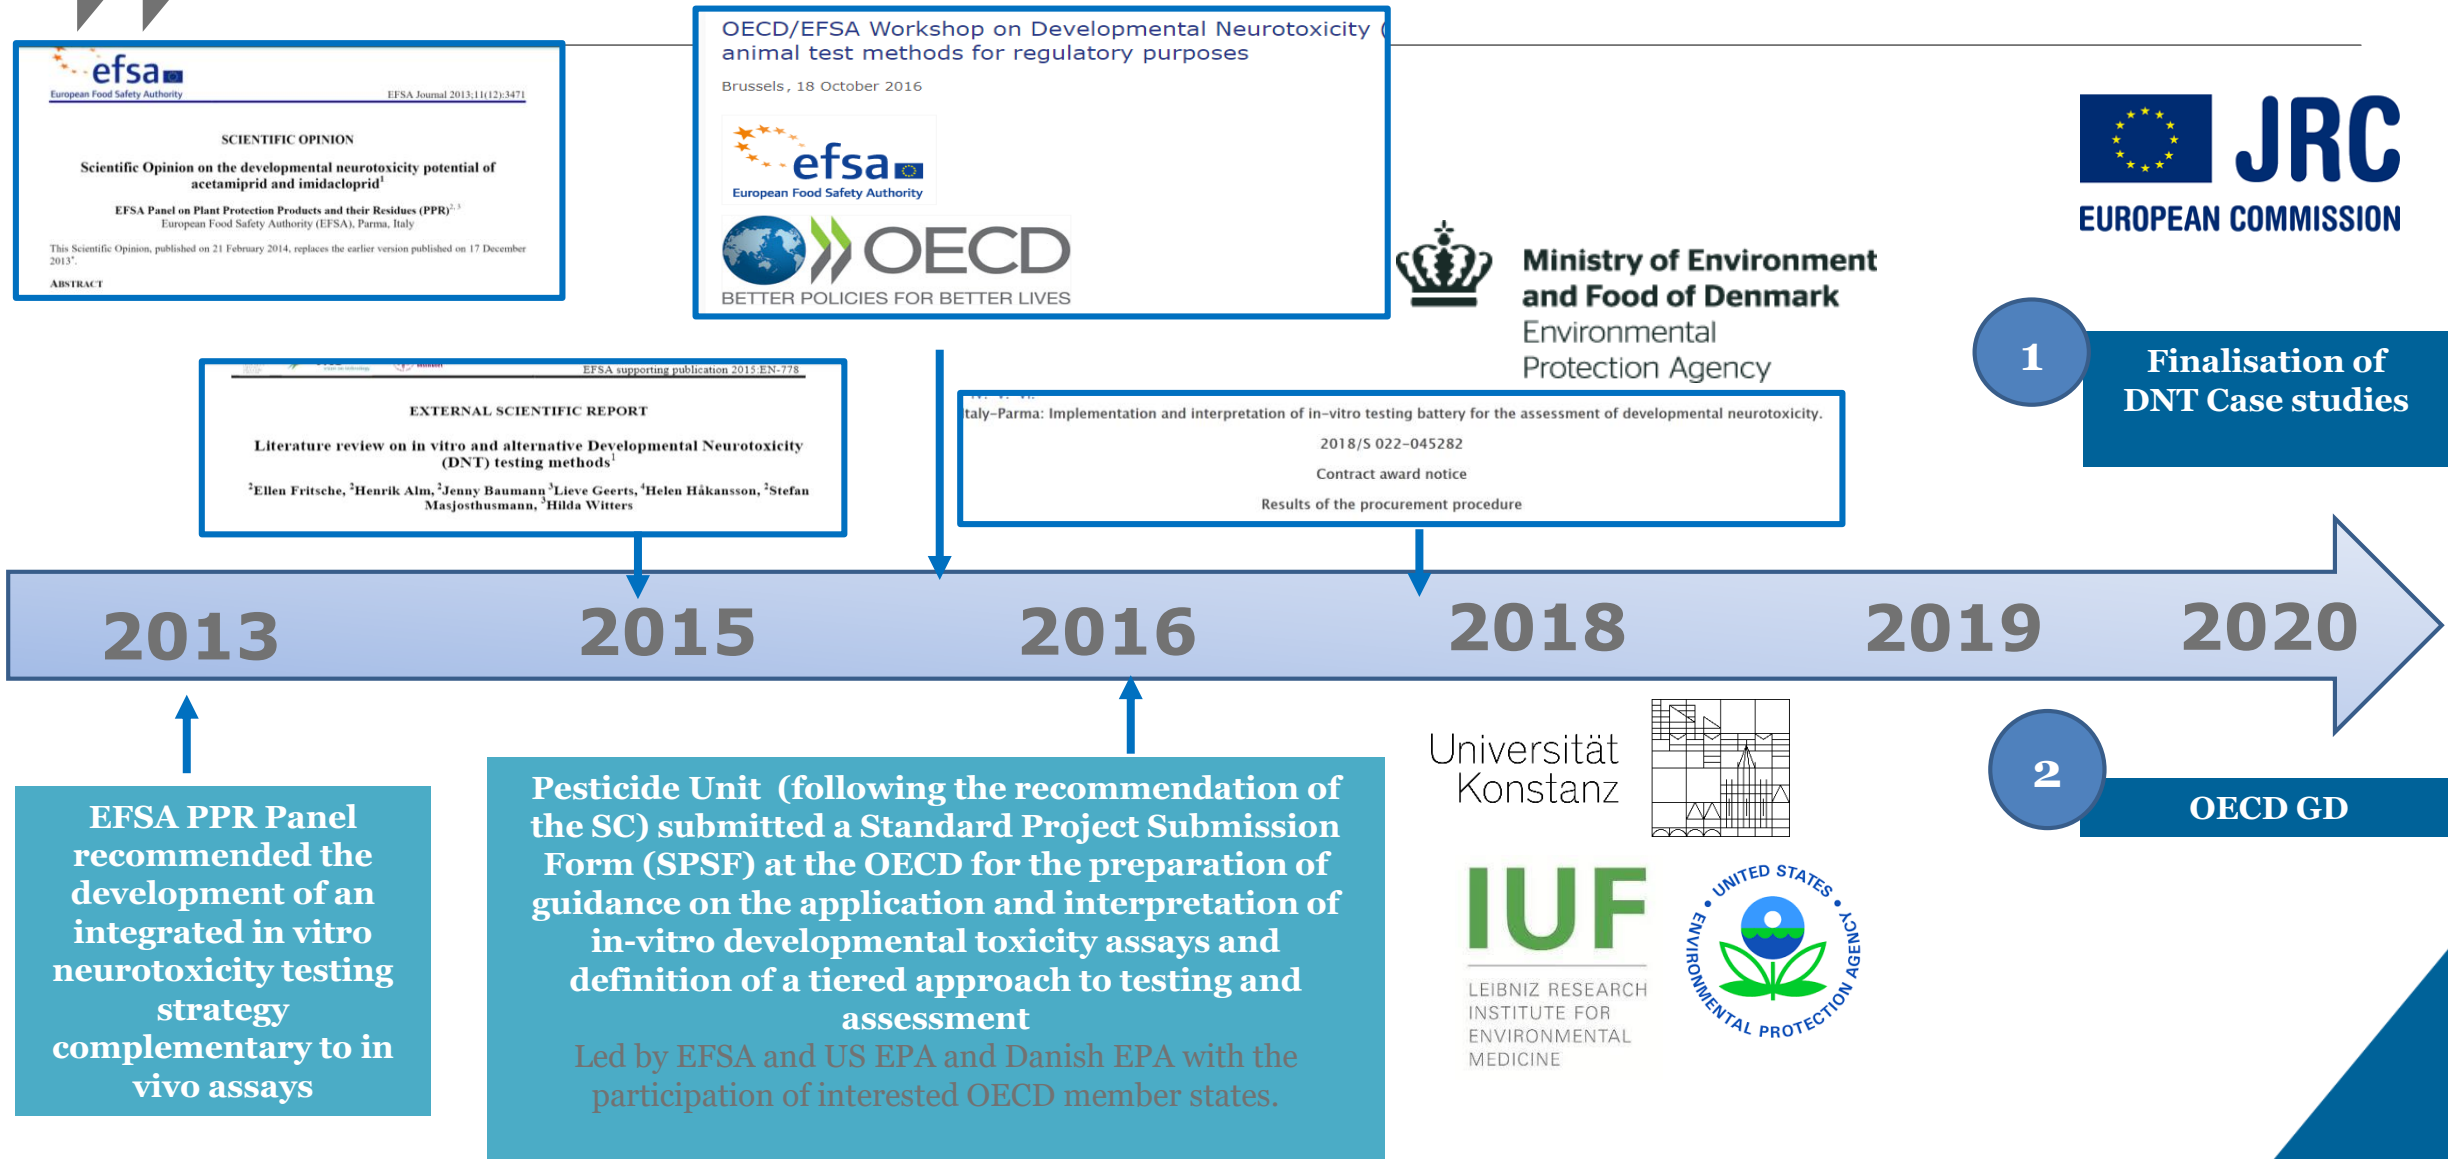 efsa
European Food Safety Authority
EFSA Journal 2013;11(12):3471
SCIENTIFIC OPINION
Scientific Opinion on the developmental neurotoxicity potential of
acetamiprid and imidacloprid1
EFSA Panel on Plant Protection Products and their Residues (PPR)2, 3
European Food Safety Authority (EFSA), Parma, Italy
This Scientific Opinion, published on 21 February 2014, replaces the earlier version published on 17 December
2013*.
ABSTRACT
OECD/EFSA Workshop on Developmental Neurotoxicity (
animal test methods for regulatory purposes
Brussels, 18 October 2016
efsa
European Food Safety Authority
OECD
BETTER POLICIES FOR BETTER LIVES
Ministry of Environment
and Food of Denmark
Environmental
Protection Agency
JRC
EUROPEAN COMMISSION
1
Finalisation of
DNT Case studies
EFSA supporting publication 2015:EN-778
EXTERNAL SCIENTIFIC REPORT
Literature review on in vitro and alternative Developmental Neurotoxicity
(DNT) testing methods1
2Ellen Fritsche, 2Henrik Alm, 2Jenny Baumann 3Lieve Geerts, 4Helen Håkansson, 2Stefan
Masjosthusmann, 3Hilda Witters
taly-Parma: Implementation and interpretation of in-vitro testing battery for the assessment of developmental neurotoxicity.
2018/S 022-045282
Contract award notice
Results of the procurement procedure
2013
2015
2016
2018
2019
2020
EFSA PPR Panel
recommended the
development of an
integrated in vitro
neurotoxicity testing
strategy
complementary to in
vivo assays
Pesticide Unit (following the recommendation of
the SC) submitted a Standard Project Submission
Form (SPSF) at the OECD for the preparation of
guidance on the application and interpretation of
in-vitro developmental toxicity assays and
definition of a tiered approach to testing and
assessment
Led by EFSA and US EPA and Danish EPA with the
participation of interested OECD member states.
Universität
Konstanz
IUF
LEIBNIZ RESEARCH
INSTITUTE FOR
ENVIRONMENTAL
MEDICINE
UNITED STATES • ENVIRONMENTAL PROTECTION AGENCY •
2
OECD GD